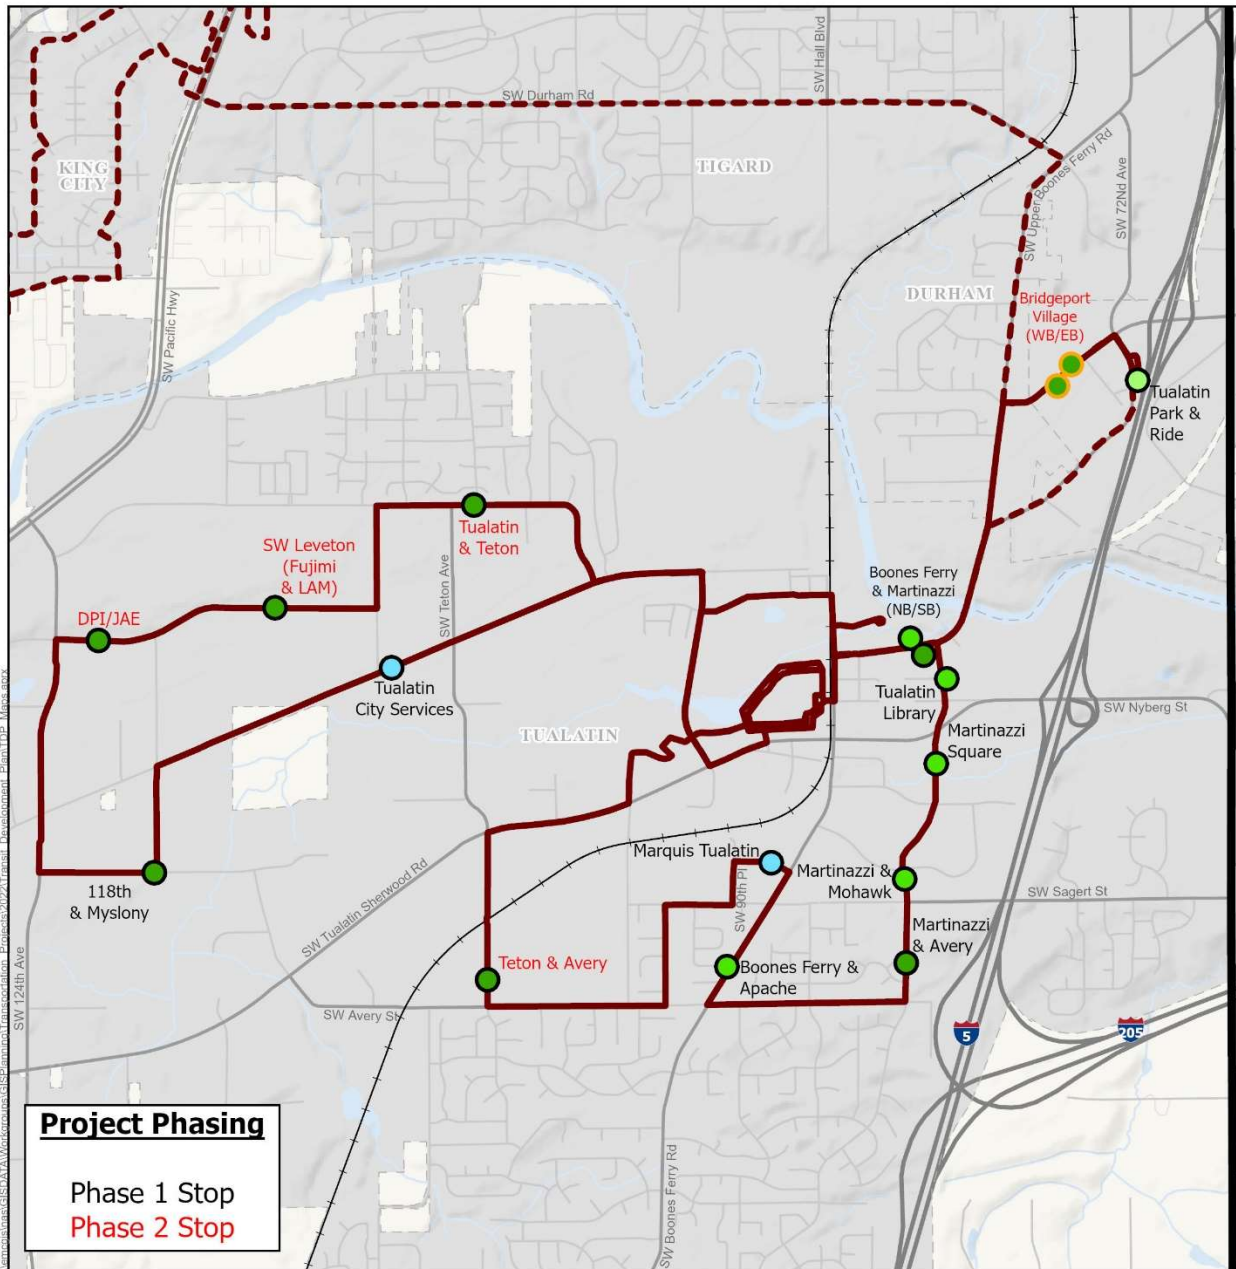 SW Hall Blvd
SW Durham Rd
KING
CITY
TIGARD
SW Upper Boones Ferry Rd
SW 72Nd Ave
SW Pacific Hwy
DURHAM
Bridgeport
Village
(WB/EB)
Tualatin
Park &
Ride
Tualatin
& Teton
SW Leveton
(Fujimi
& LAM)
SW Teton Ave
DPI/JAE
Boones Ferry
& Martinazzi
(NB/SB)
Tualatin
City Services
Tualatin
Library
TUALATIN
SW Nyberg St
Martinazzi
Square
118th
& Myslony
SW Tualatin Sherwood Rd
Marquis Tualatin
SW 90th Pl
Martinazzi &
Mohawk
SW Sagert St
Martinazzi
& Avery
SW 124th Ave
Teton & Avery
Boones Ferry &
Apache
SW Avery St
5
205
SW Boones Ferry Rd
Project Phasing
Phase 1 Stop
Phase 2 Stop